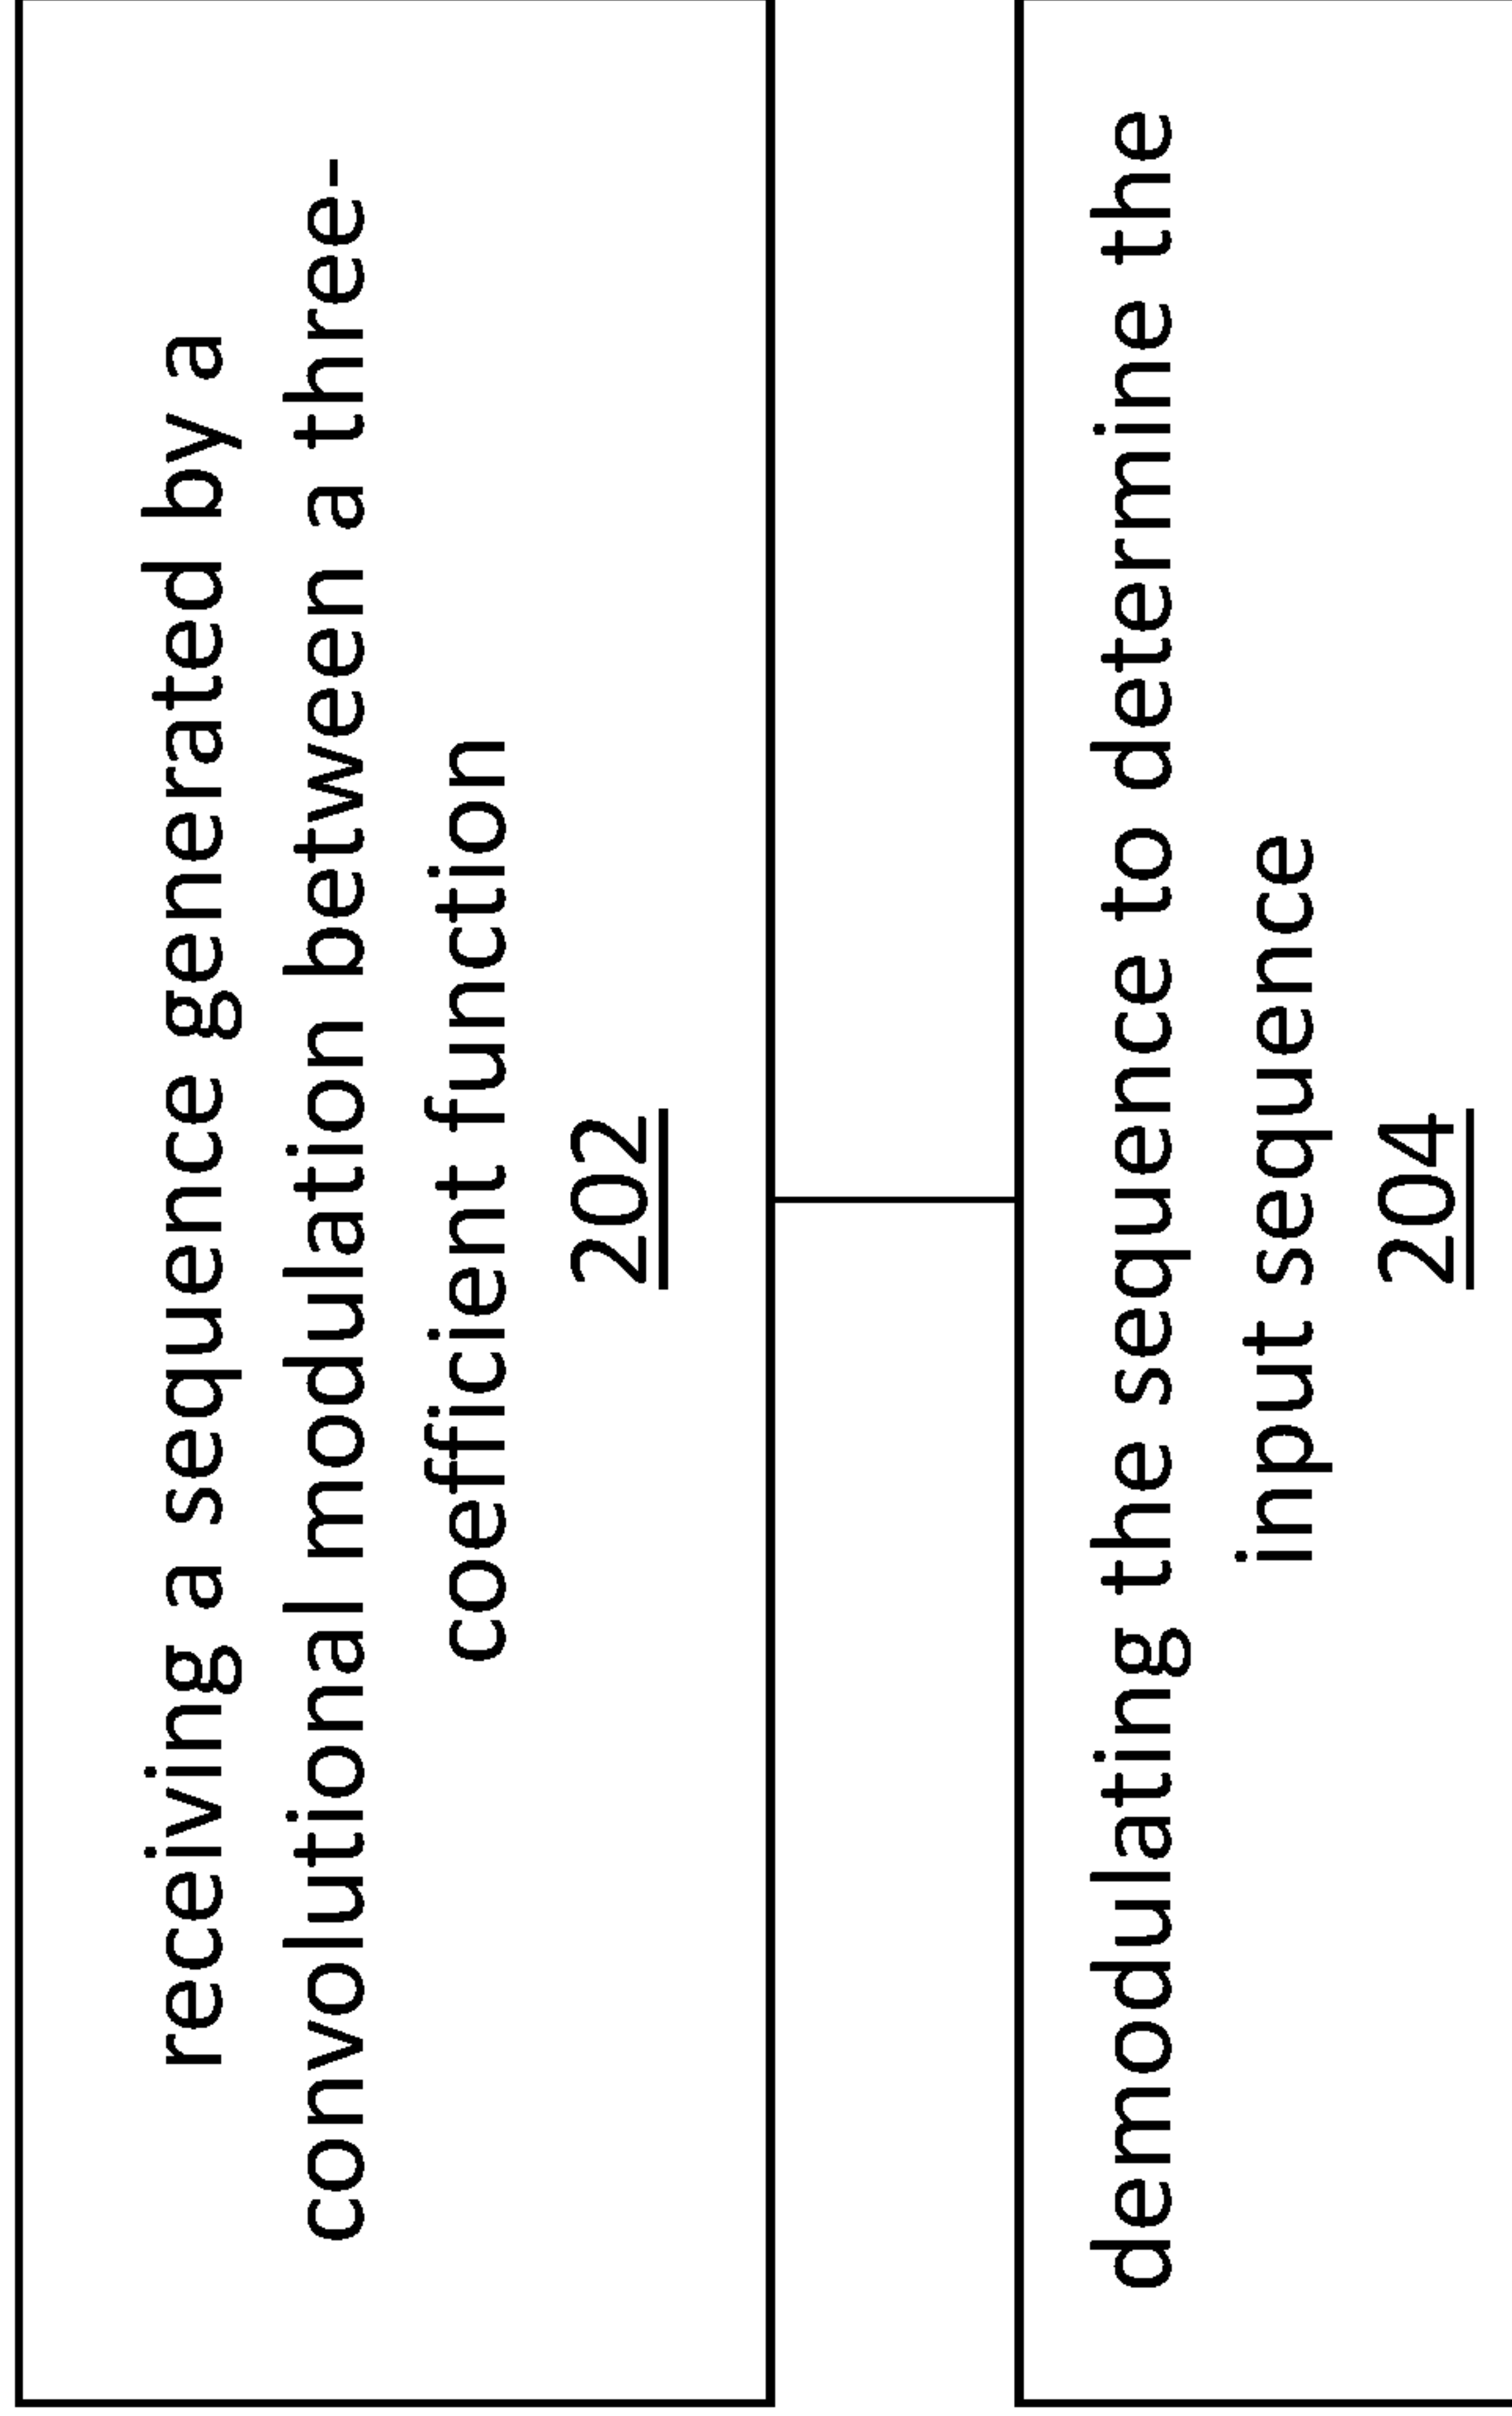 receiving a sequence generated by a
convolutional modulation between a three-
coefficient function
202
demodulating the sequence to determine the
input sequence
204